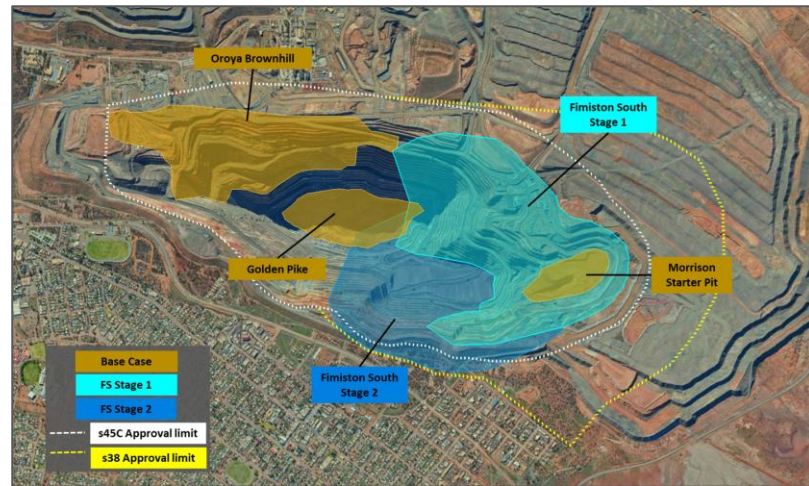 Oroya Brownhill
Fimiston South
Stage 1
Golden Pike
Morrison
Starter Pit
Fimiston South
Stage 2
Base Case
FS Stage 1
FS Stage 2
s45C Approval limit
s38 Approval limit